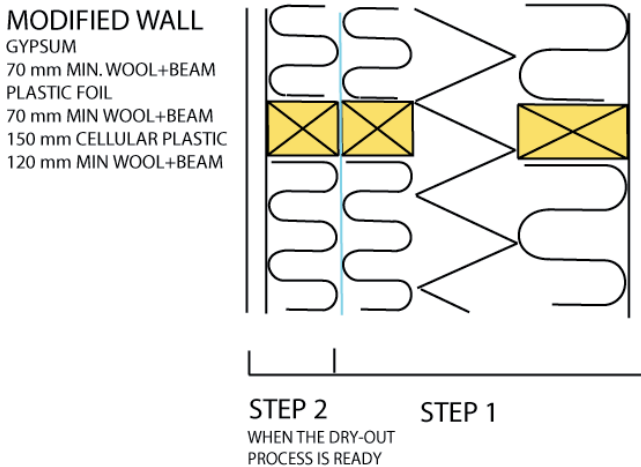 MODIFIED WALL
GYPSUM
70 mm MIN. WOOL+BEAM
PLASTIC FOIL
70 mm MIN WOOL+BEAM
150 mm CELLULAR PLASTIC
120 mm MIN WOOL+BEAM
STEP 2
WHEN THE DRY-OUT
PROCESS IS READY
STEP 1